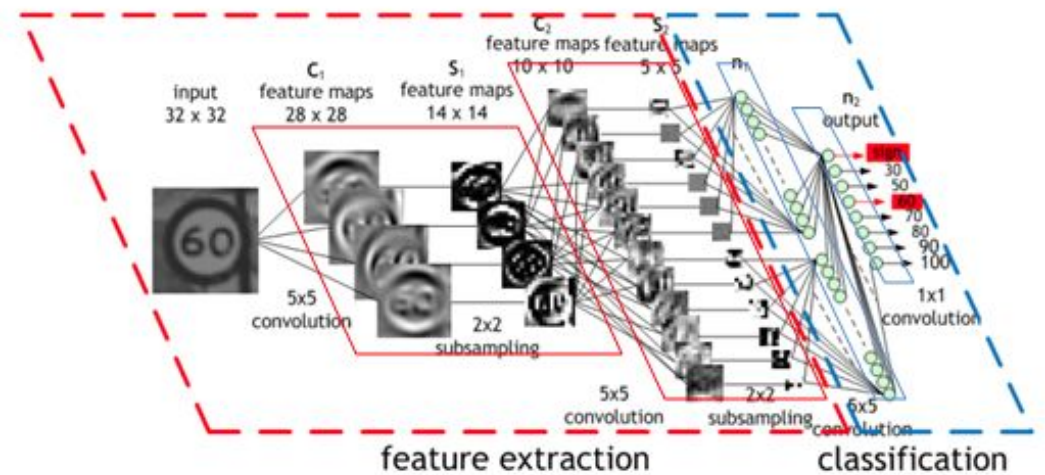 input
32 x 32
C1
feature maps
28 x 28
S1
feature maps
14 x 14
C2
feature maps
10 x 10
S2
feature maps
5 x 5
n1
n2
output
60
sign
30
50
60
70
80
90
100
5x5
convolution
2x2
subsampling
5x5
convolution
2x2
subsampling
5x5
convolution
1x1
convolution
feature extraction
classification